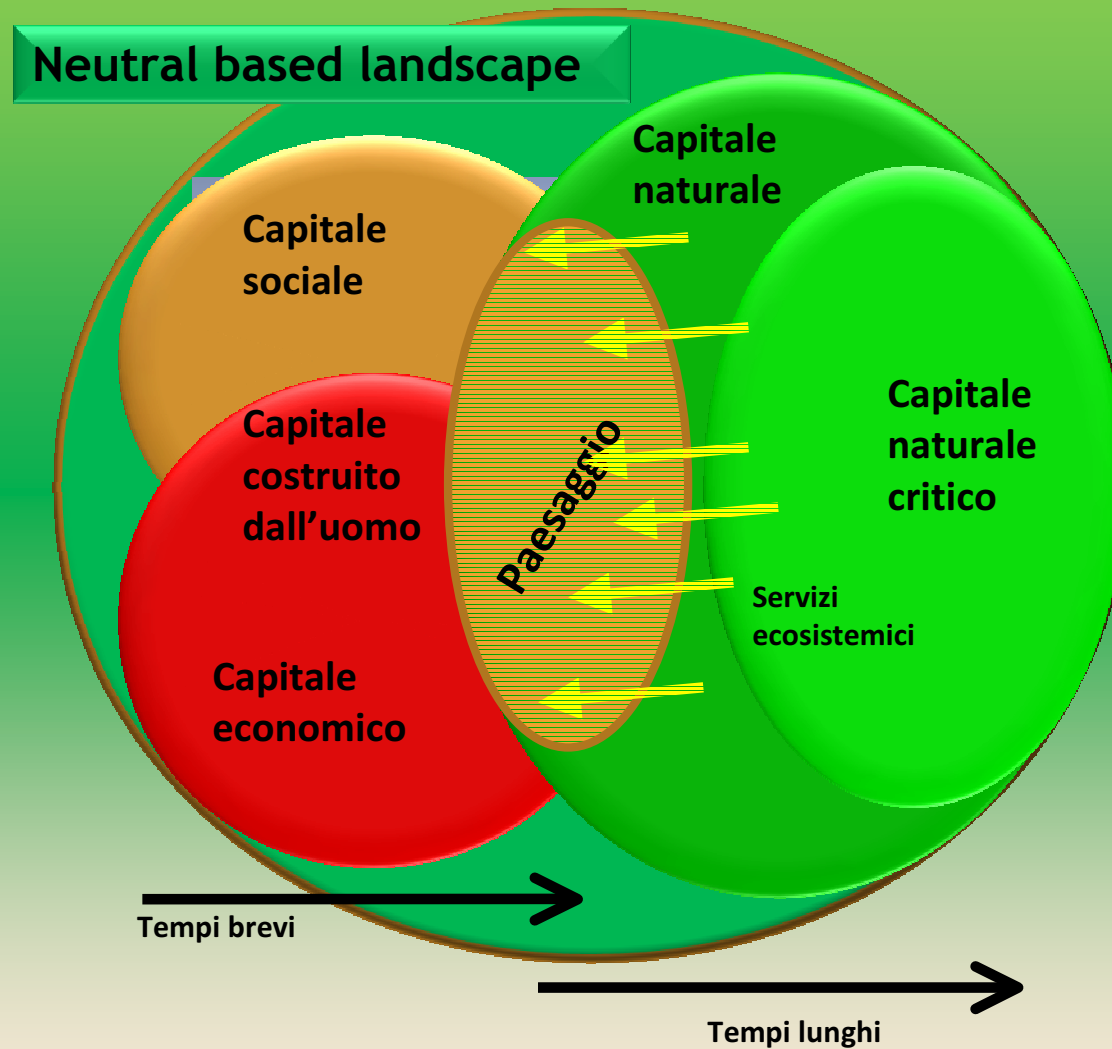 Neutral based landscape
Capitale
naturale
Capitale
sociale
Capitale
naturale
critico
Capitale
costruito
dall’uomo
Paesaggio
Servizi
ecosistemici
Capitale
economico
Tempi brevi
Tempi lunghi